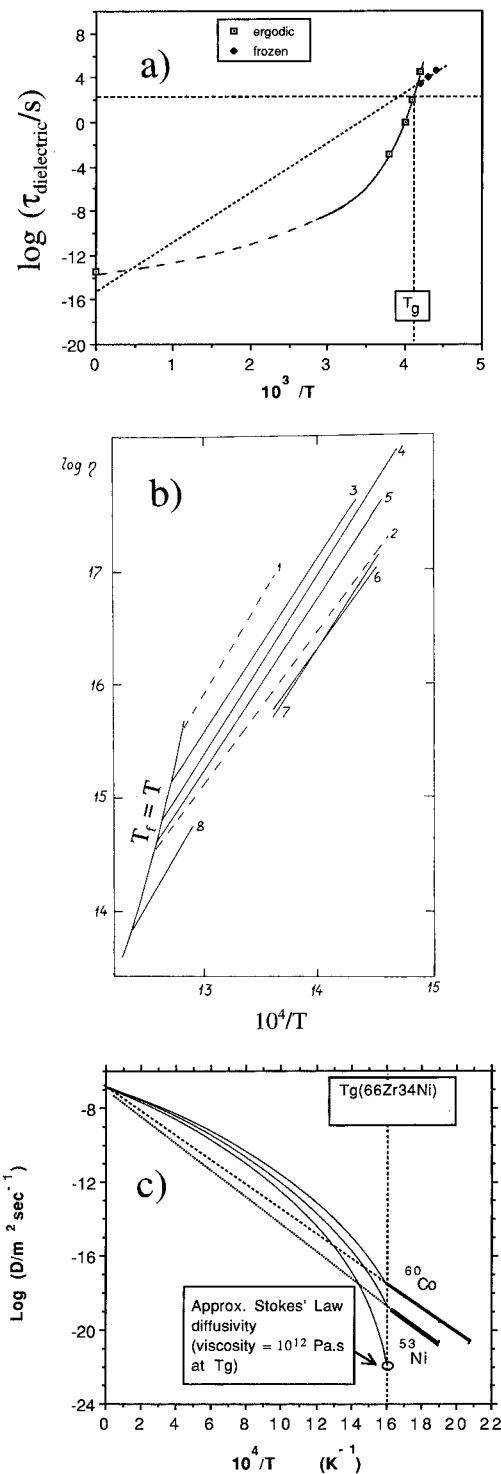 10
8
4
0
-4
-8
-12
-16
-20
log (τdielectric/s)
a)
ergodic
frozen
Tg
0 1 2 3 4 5
10³ /T
log η
b)
17
16
15
14
1
2
3
4
5
6
7
8
Tf = T
13 14 15
10⁴/T
-8
-12
-16
-20
-24
Log (D/m² sec⁻¹)
c)
Tg(66Zr34Ni)
⁶⁰Co
⁵³Ni
Approx. Stokes' Law
diffusivity
(viscosity = 10¹² Pa.s
at Tg)
0 2 4 6 8 10 12 14 16 18 20 22
10⁴/T (K⁻¹)